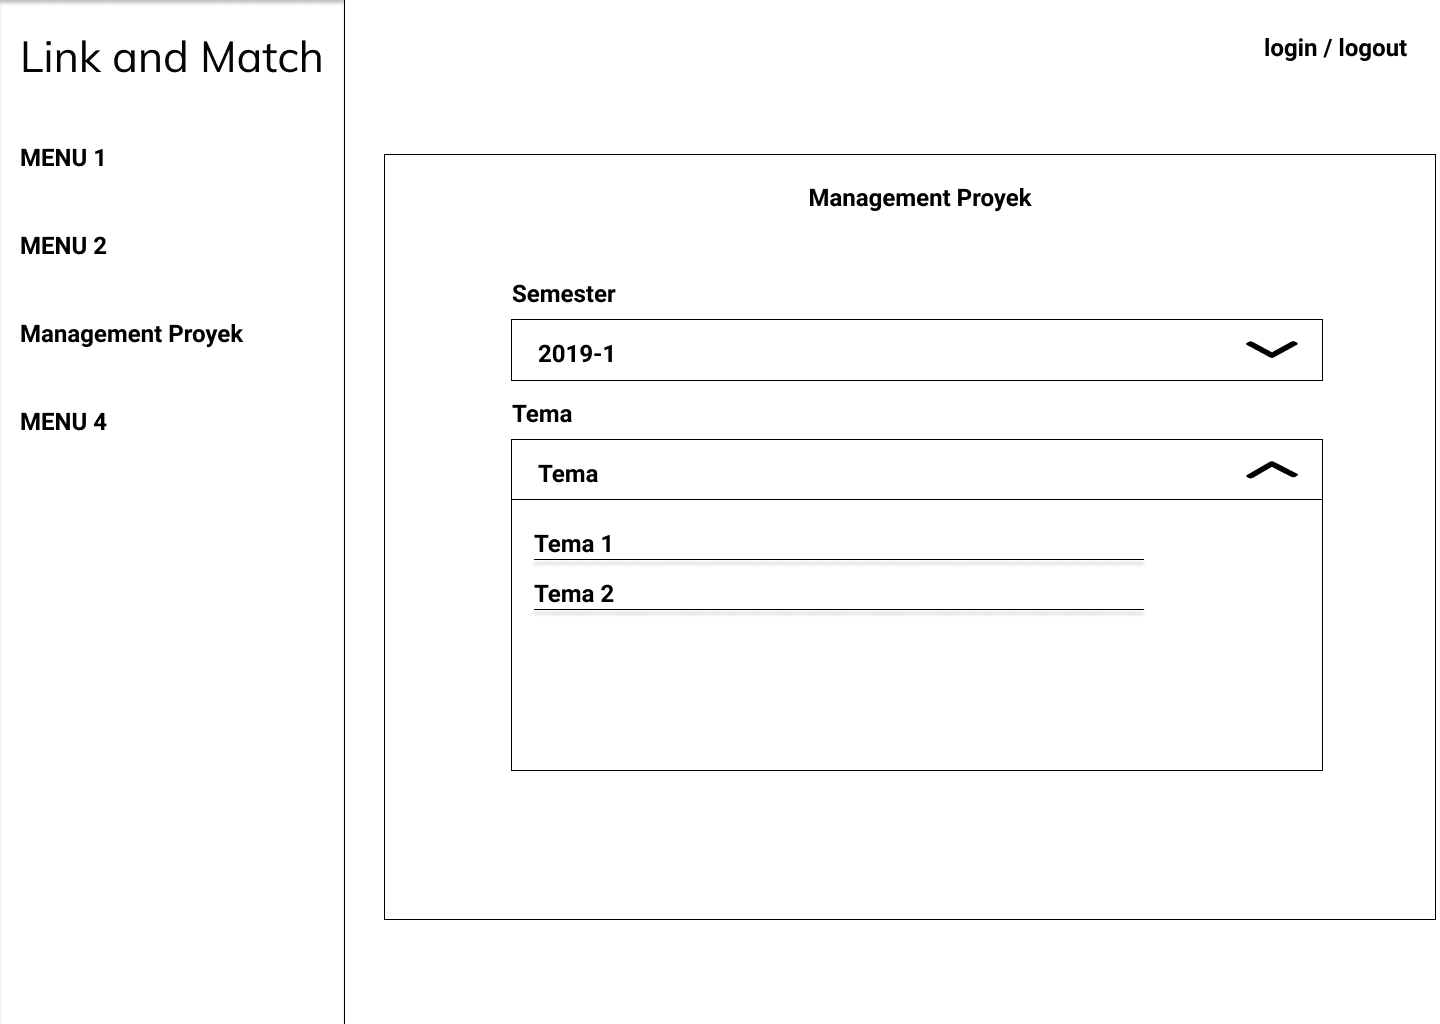 Link and Match
login / logout
MENU 1
MENU 2
Management Proyek
MENU 4
Management Proyek
Semester
2019-1
Tema
Tema
Tema 1
Tema 2